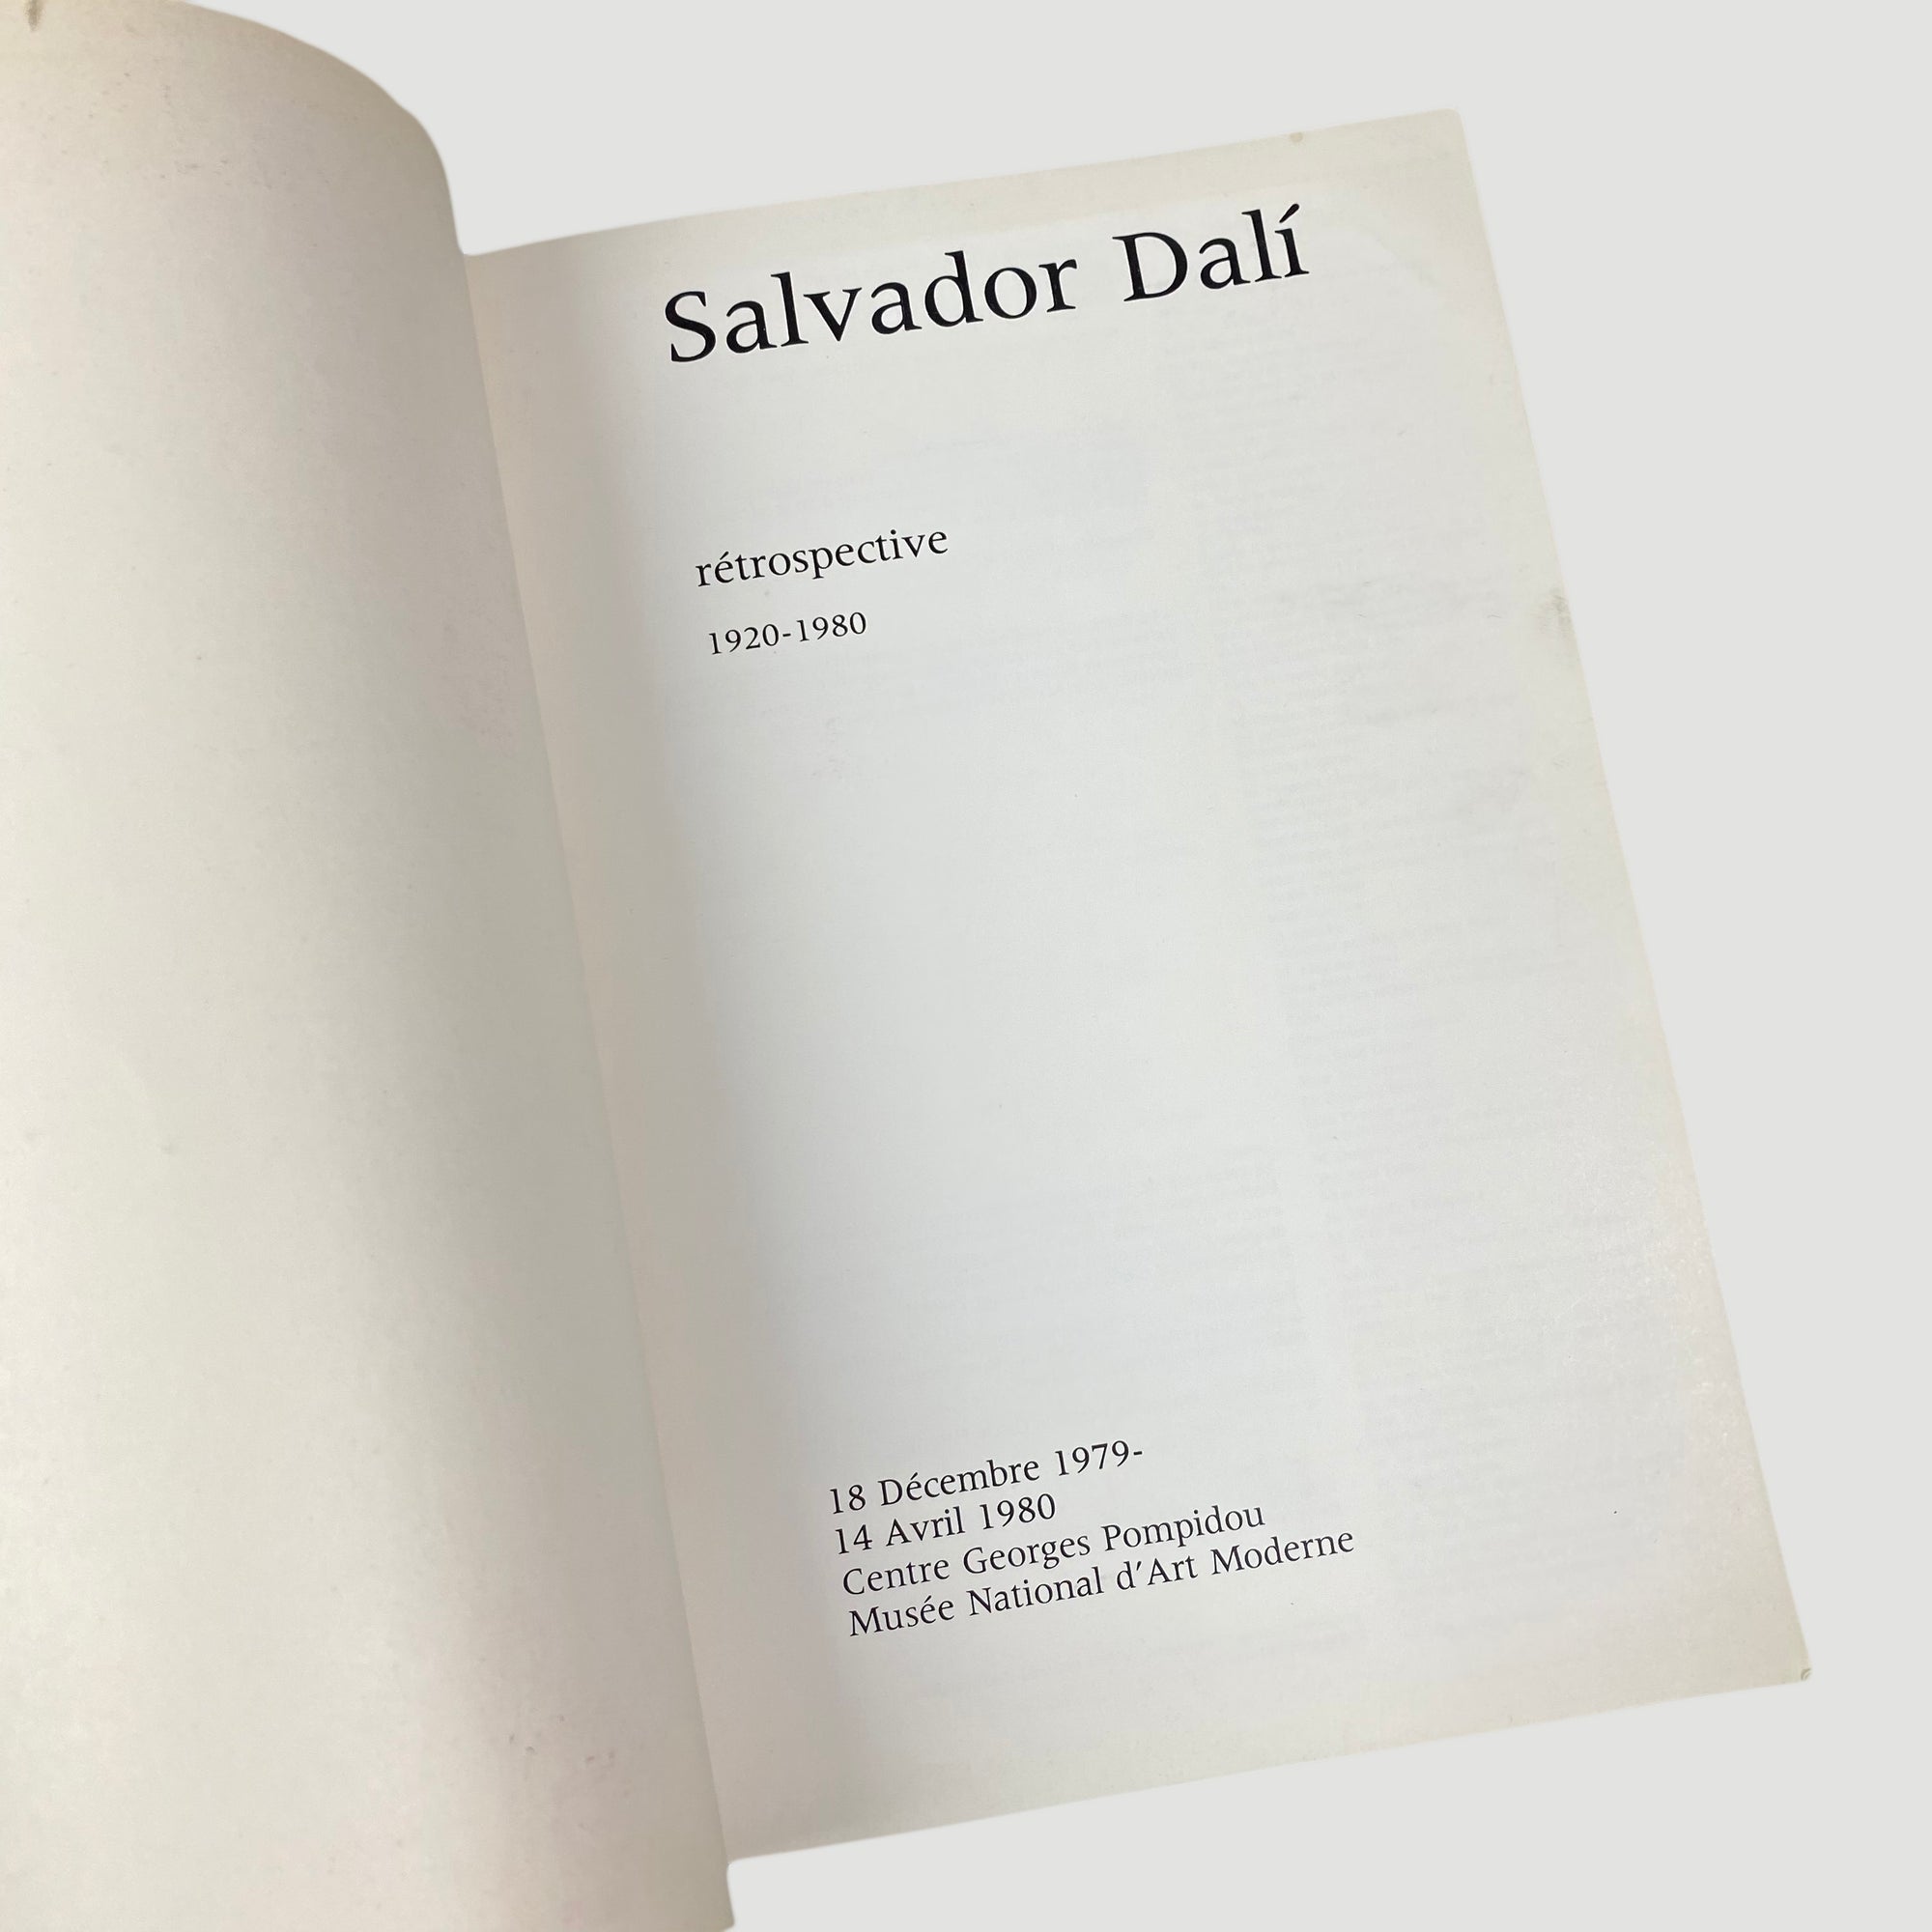 Salvador Dalí
rétrospective
1920-1980
18 Décembre 1979-
14 Avril 1980
Centre Georges Pompidou
Musée National d'Art Moderne